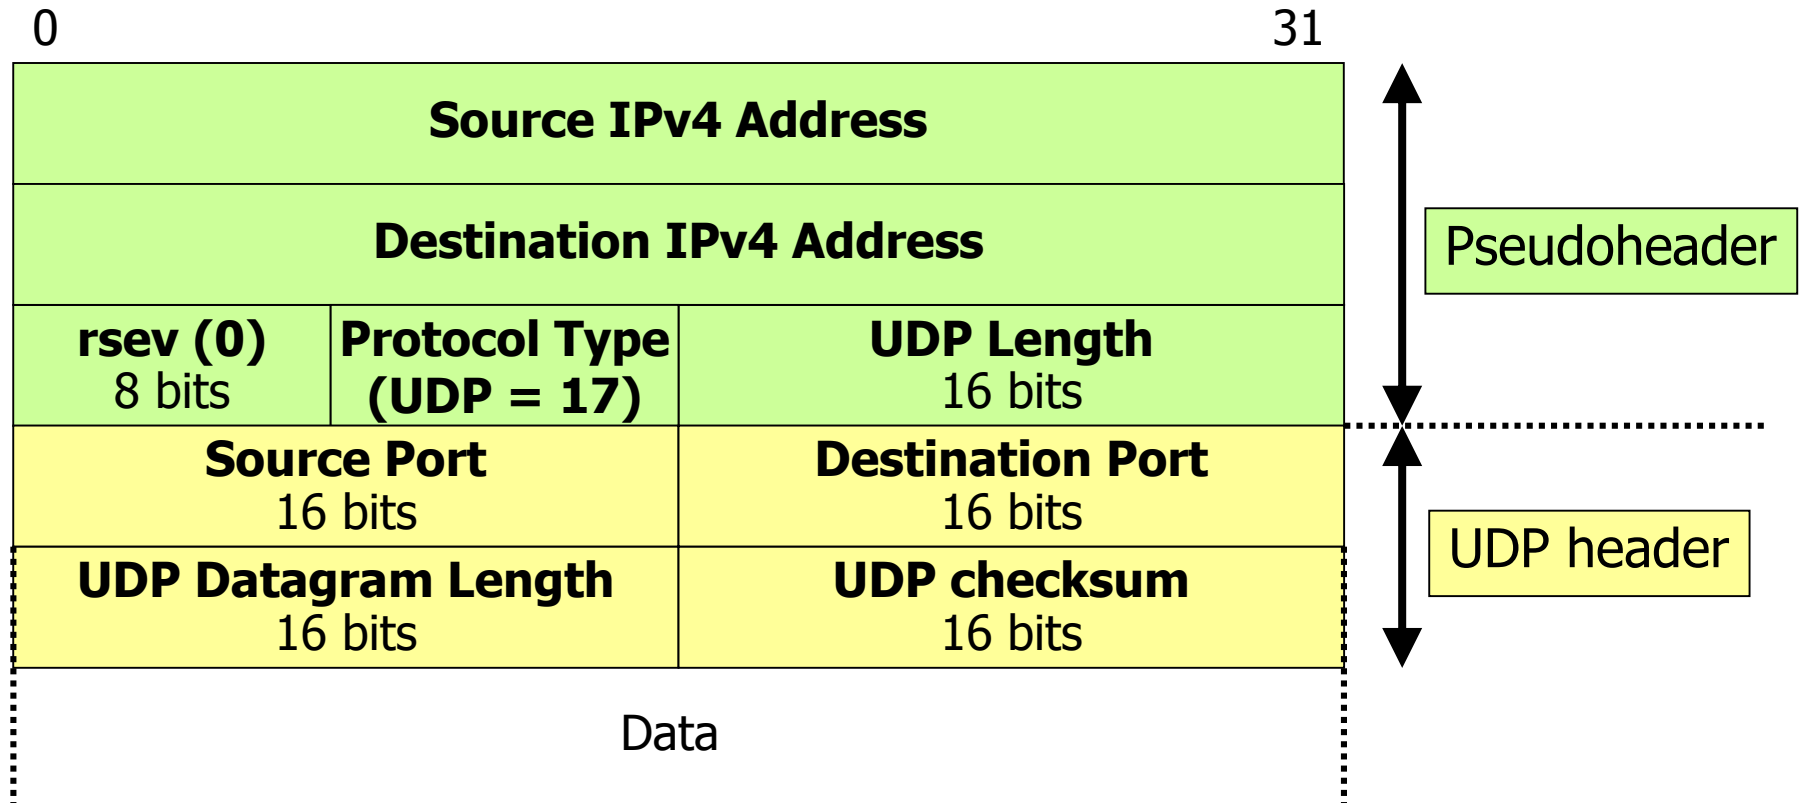 0 31
Source IPv4 Address
Destination IPv4 Address
Pseudoheader
rsev (0) Protocol Type UDP Length
8 bits (UDP = 17) 16 bits
Source Port Destination Port
16 bits 16 bits
UDP header
UDP Datagram Length UDP checksum
16 bits 16 bits
Data